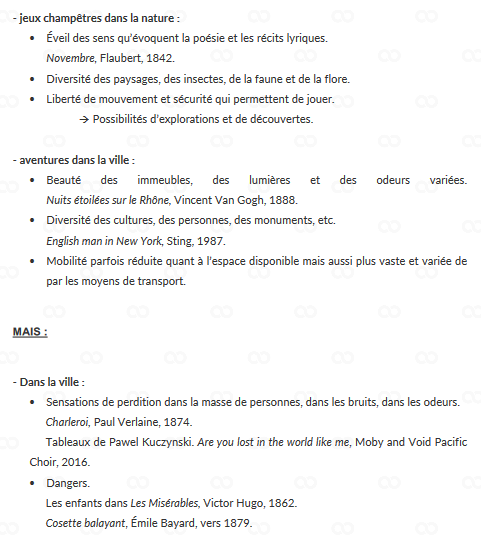 - jeux champêtres dans la nature :
• Éveil des sens qu'évoquent la poésie et les récits lyriques.
Novembre, Flaubert, 1842.
• Diversité des paysages, des insectes, de la faune et de la flore.
• Liberté de mouvement et sécurité qui permettent de jouer.
→ Possibilités d'explorations et de découvertes.
- aventures dans la ville :
• Beauté des immeubles, des lumières et des odeurs variées.
Nuits étoilées sur le Rhône, Vincent Van Gogh, 1888.
• Diversité des cultures, des personnes, des monuments, etc.
English man in New York, Sting, 1987.
• Mobilité parfois réduite quant à l'espace disponible mais aussi plus vaste et variée de
par les moyens de transport.
MAIS :
- Dans la ville :
• Sensations de perdition dans la masse de personnes, dans les bruits, dans les odeurs.
Charleroi, Paul Verlaine, 1874.
Tableaux de Pawel Kuczynski. Are you lost in the world like me, Moby and Void Pacific
Choir, 2016.
• Dangers.
Les enfants dans Les Misérables, Victor Hugo, 1862.
Cosette balayant, Émile Bayard, vers 1879.